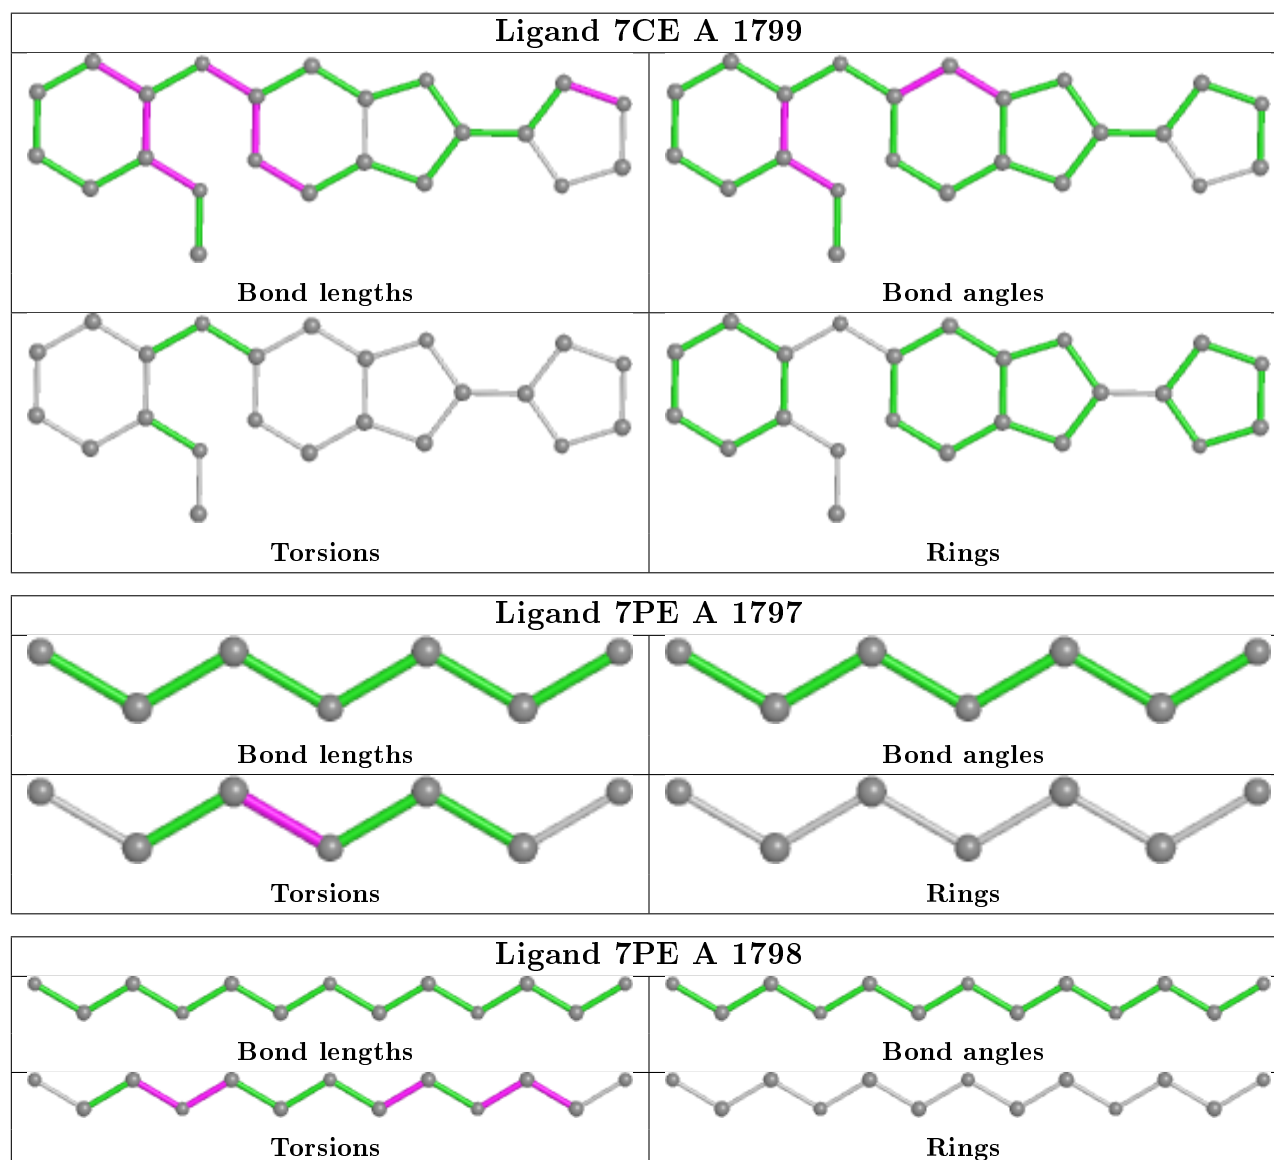 Ligand 7CE A 1799
Bond lengths
Bond angles
Torsions
Rings
Ligand 7PE A 1797
Bond lengths
Bond angles
Torsions
Rings
Ligand 7PE A 1798
Bond lengths
Bond angles
Torsions
Rings